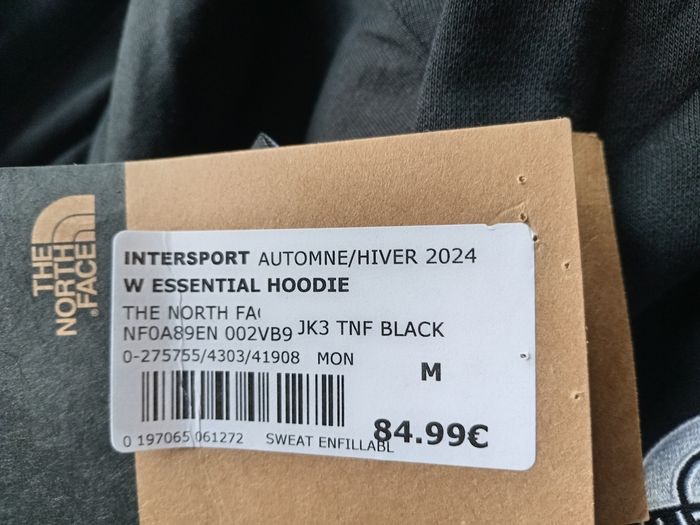 THE
NORTH
FACE
INTERSPORT AUTOMNE/HIVER 2024
W ESSENTIAL HOODIE
THE NORTH FA
NF0A89EN 002VB9 JK3 TNF BLACK
0-275755/4303/41908 MON
M
0 197065 061272 SWEAT ENFILLABL
84.99€